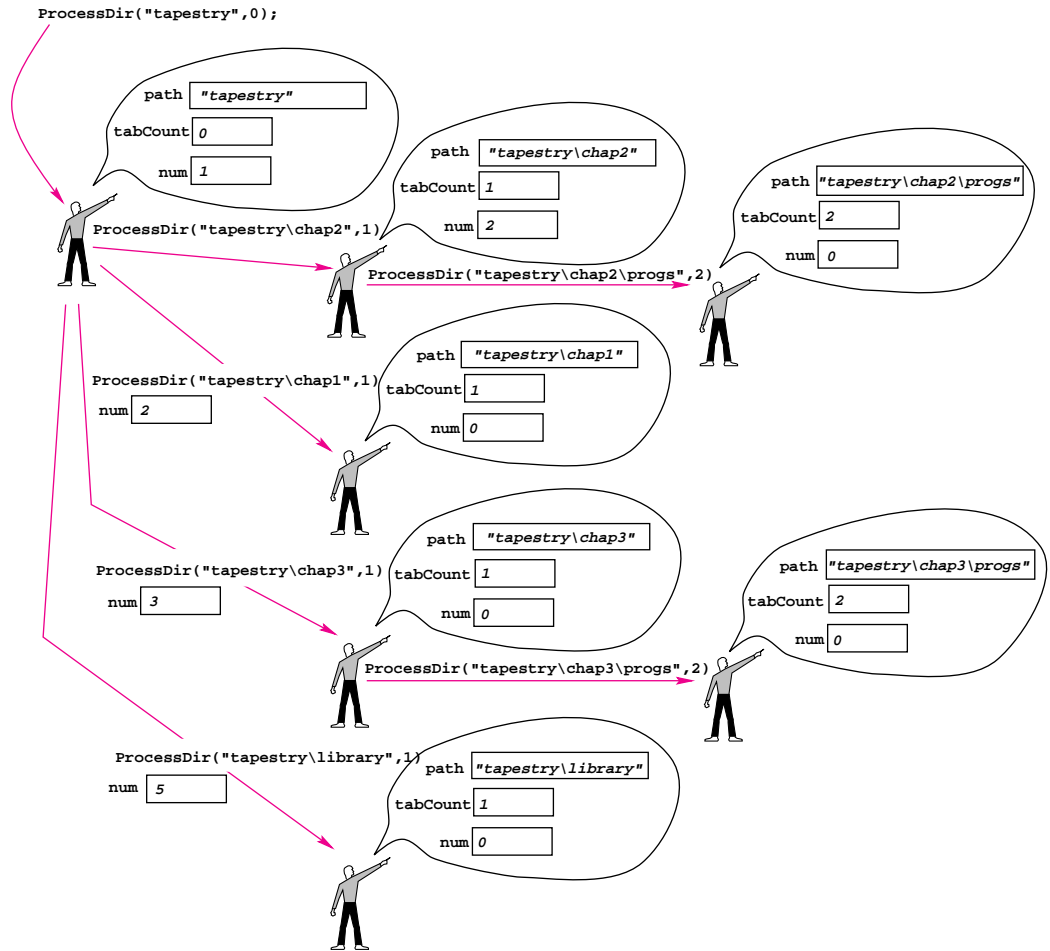 ProcessDir("tapestry",0);
path "tapestry"
tabCount 0
num 1
path "tapestry\chap2"
tabCount 1
num 2
path "tapestry\chap2\progs"
tabCount 2
num 0
ProcessDir("tapestry\chap2",1)
ProcessDir("tapestry\chap2\progs",2)
path "tapestry\chap1"
tabCount 1
num 0
ProcessDir("tapestry\chap1",1)
num 2
path "tapestry\chap3"
tabCount 1
num 0
path "tapestry\chap3\progs"
tabCount 2
num 0
ProcessDir("tapestry\chap3",1)
num 3
ProcessDir("tapestry\chap3\progs",2)
ProcessDir("tapestry\library",1)
num 5
path "tapestry\library"
tabCount 1
num 0